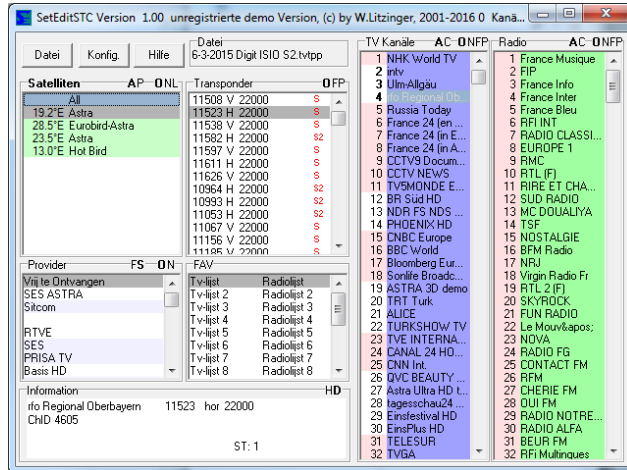 SetEditSTC Version 1.00 unregistrierte demo Version, (c) by W.Litzinger, 2001-2016 0 Kanä...
Datei
Konfig.
Hilfe
Datei
6-3-2015 Digit ISIO S2.tvtpp
Satelliten AP ONL
All
19.2°E Astra
28.5°E Eurobird-Astra
23.5°E Astra
13.0°E Hot Bird
Transponder OFP
11508 V 22000 S
11523 H 22000 S
11538 V 22000 S
11582 H 22000 S2
11597 V 22000 S
11611 H 22000 S
11626 V 22000 S
10964 H 22000 S2
10993 H 22000 S2
11053 H 22000 S2
11067 V 22000 S
11156 V 22000 S
11185 V 22000 S
Provider FS ON
Vrij te Ontvangen
SES ASTRA
Sitcom
RTVE
SES
PRISA TV
Basis HD
FAV
Tv-lijst Radiolijst
Tv-lijst 2 Radiolijst 2
Tv-lijst 3 Radiolijst 3
Tv-lijst 4 Radiolijst 4
Tv-lijst 5 Radiolijst 5
Tv-lijst 6 Radiolijst 6
Tv-lijst 7 Radiolijst 7
Tv-lijst 8 Radiolijst 8
Information HD
rfo Regional Oberbayern 11523 hor 22000
ChID 4605
ST: 1
TV Kanäle AC ONFP
1 NHK World TV
2 intv
3 Ulm-Allgäu
4 rfo Regional Ob...
5 Russia Today
6 France 24 (en ...
7 France 24 (in E...
8 France 24 (in A...
9 CCTV9 Docum...
10 CCTV NEWS
11 TV5MONDE E...
12 BR Süd HD
13 NDR FS NDS ...
14 PHOENIX HD
15 CNBC Europe
16 BBC World
17 Bloomberg Eur...
18 Sonlife Broadc...
19 ASTRA 3D demo
20 TRT Turk
21 ALICE
22 TURKSHOW TV
23 TVE INTERNA...
24 CANAL 24 HO...
25 CNN Int.
26 QVC BEAUTY ...
27 Astra Ultra HD t...
28 tagesschau24 ...
29 Einsfestival HD
30 EinsPlus HD
31 TELESUR
32 TVGA
Radio AC ONFP
1 France Musique
2 FIP
3 France Info
4 France Inter
5 France Bleu
6 RFI INT
7 RADIO CLASSI...
8 EUROPE 1
9 RMC
10 RTL (F)
11 RIRE ET CHA...
12 SUD RADIO
13 MC DOUALIYA
14 TSF
15 NOSTALGIE
16 BFM Radio
17 NRJ
18 Virgin Radio Fr
19 RTL 2 (F)
20 SKYROCK
21 FUN RADIO
22 Le Mouv&apos;
23 NOVA
24 RADIO FG
25 CONTACT FM
26 RFM
27 CHERIE FM
28 OUI FM
29 RADIO NOTRE...
30 RADIO ALFA
31 BEUR FM
32 RFi Multingues